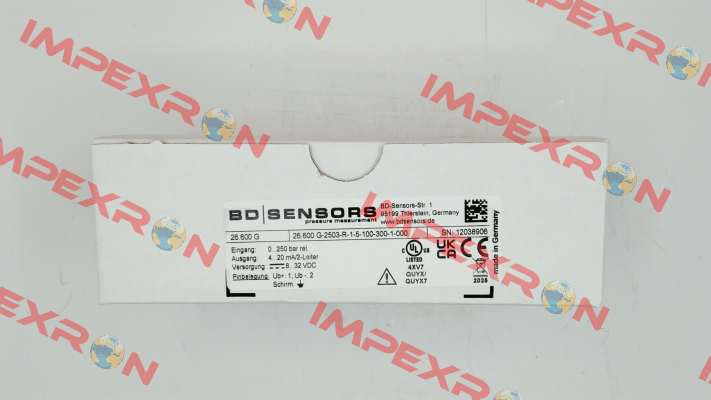 BD|SENSORS
pressure measurement
BD-Sensors-Str. 1
95199 Thierstein, Germany
www.bdsensors.de
26.600 G
26.600 G-2503-R-1-5-100-300-1-000
SN: 12038906
Eingang: 0...250 bar rel.
Ausgang: 4...20 mA/2-Leiter
Versorgung: 8...32 VDC
Pinbelegung: Ub+: 1; Ub-: 2
Schirm:
UL
C US
LISTED
4XV7
QUYX/
QUYX7
UK
CA
CE
2025
made in Germany
IMPEXRON
IMPEXRON
IMPEXRON
IMPEXRON
IMPEXRON
IMPEXRON
IMPEXRON